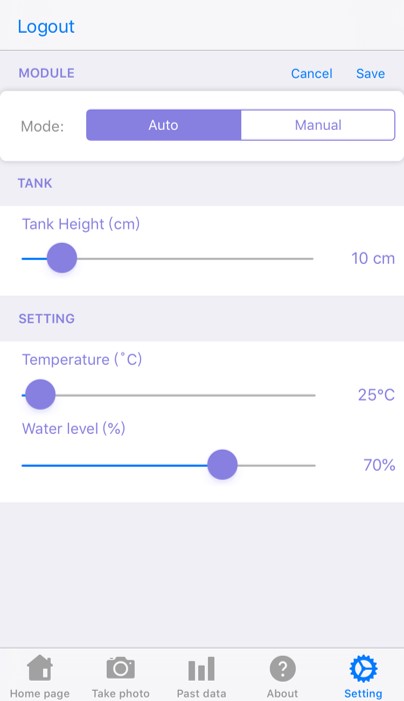 Logout
MODULE Cancel Save
Mode: Auto Manual
TANK
Tank Height (cm)
10 cm
SETTING
Temperature (˚C)
25ºC
Water level (%)
70%
Home page Take photo Past data About Setting